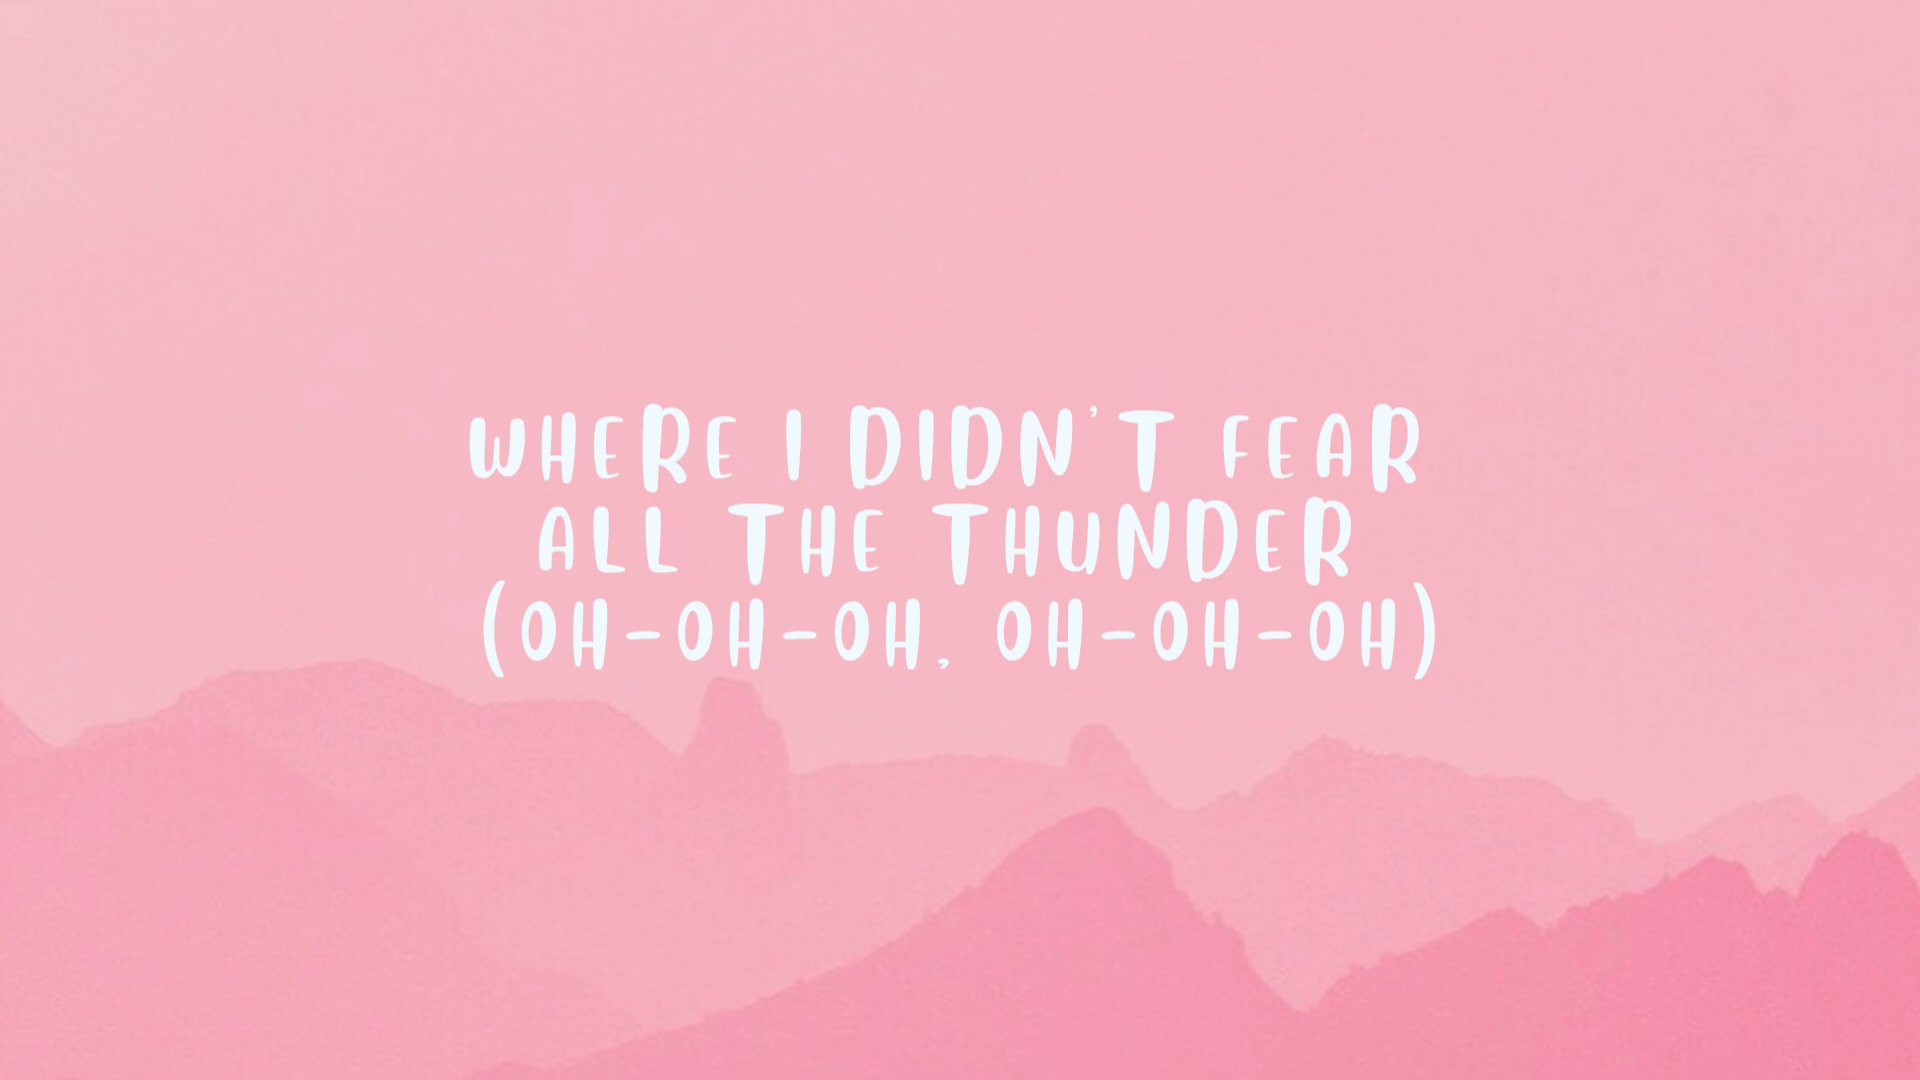 WHERE I DIDN'T FEAR
ALL THE THUNDER
(OH-OH-OH, OH-OH-OH)